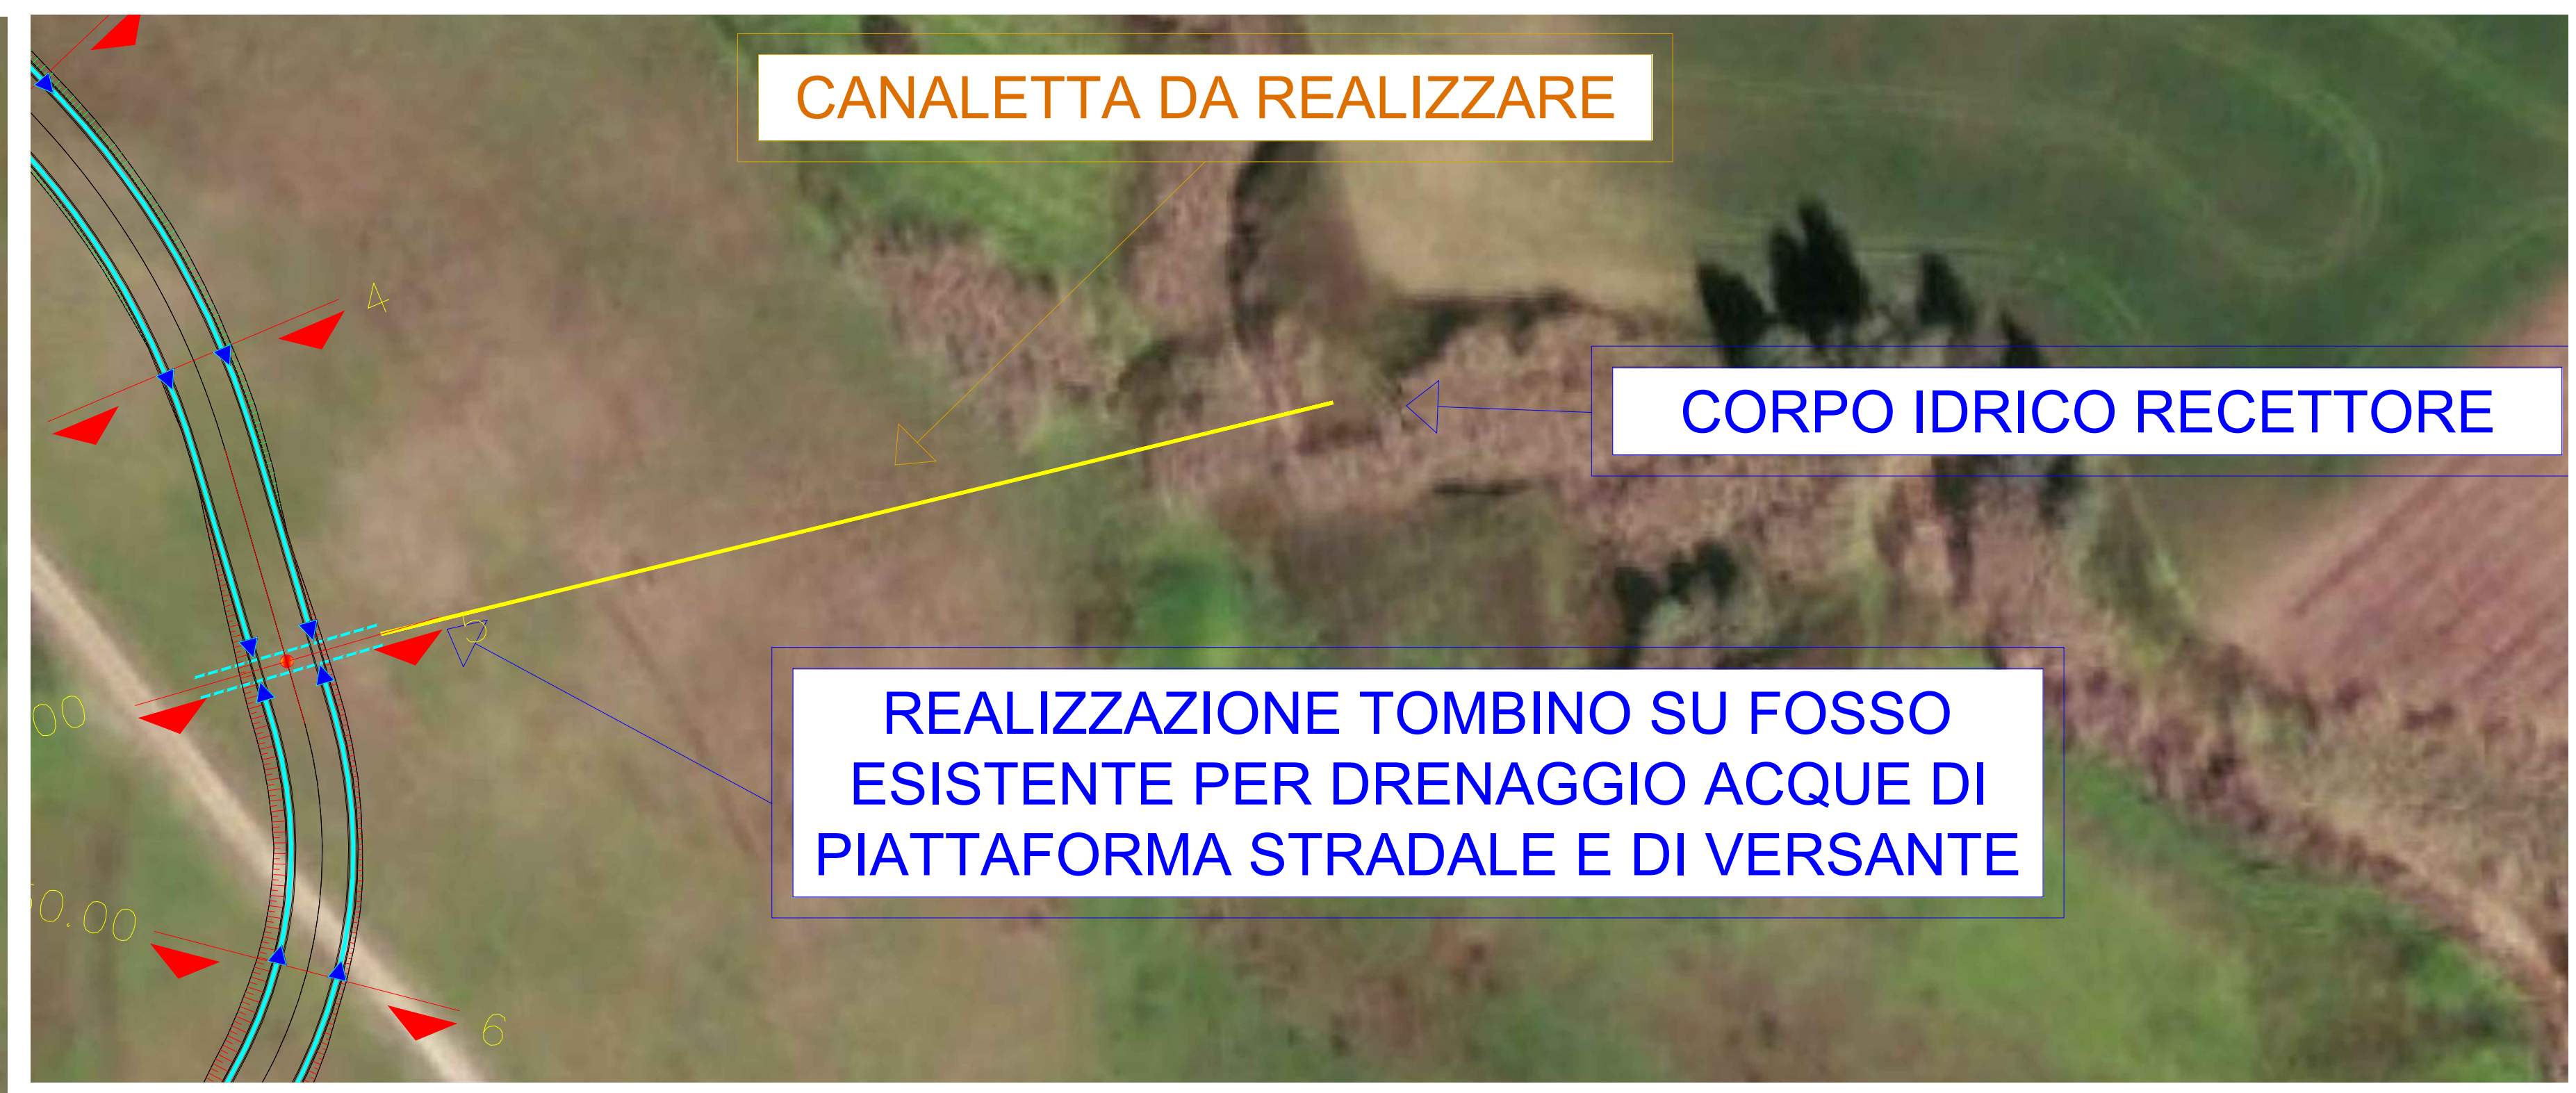 CANALETTA DA REALIZZARE
4
CORPO IDRICO RECETTORE
5
REALIZZAZIONE TOMBINO SU FOSSO
ESISTENTE PER DRENAGGIO ACQUE DI
PIATTAFORMA STRADALE E DI VERSANTE
00
0.00
6